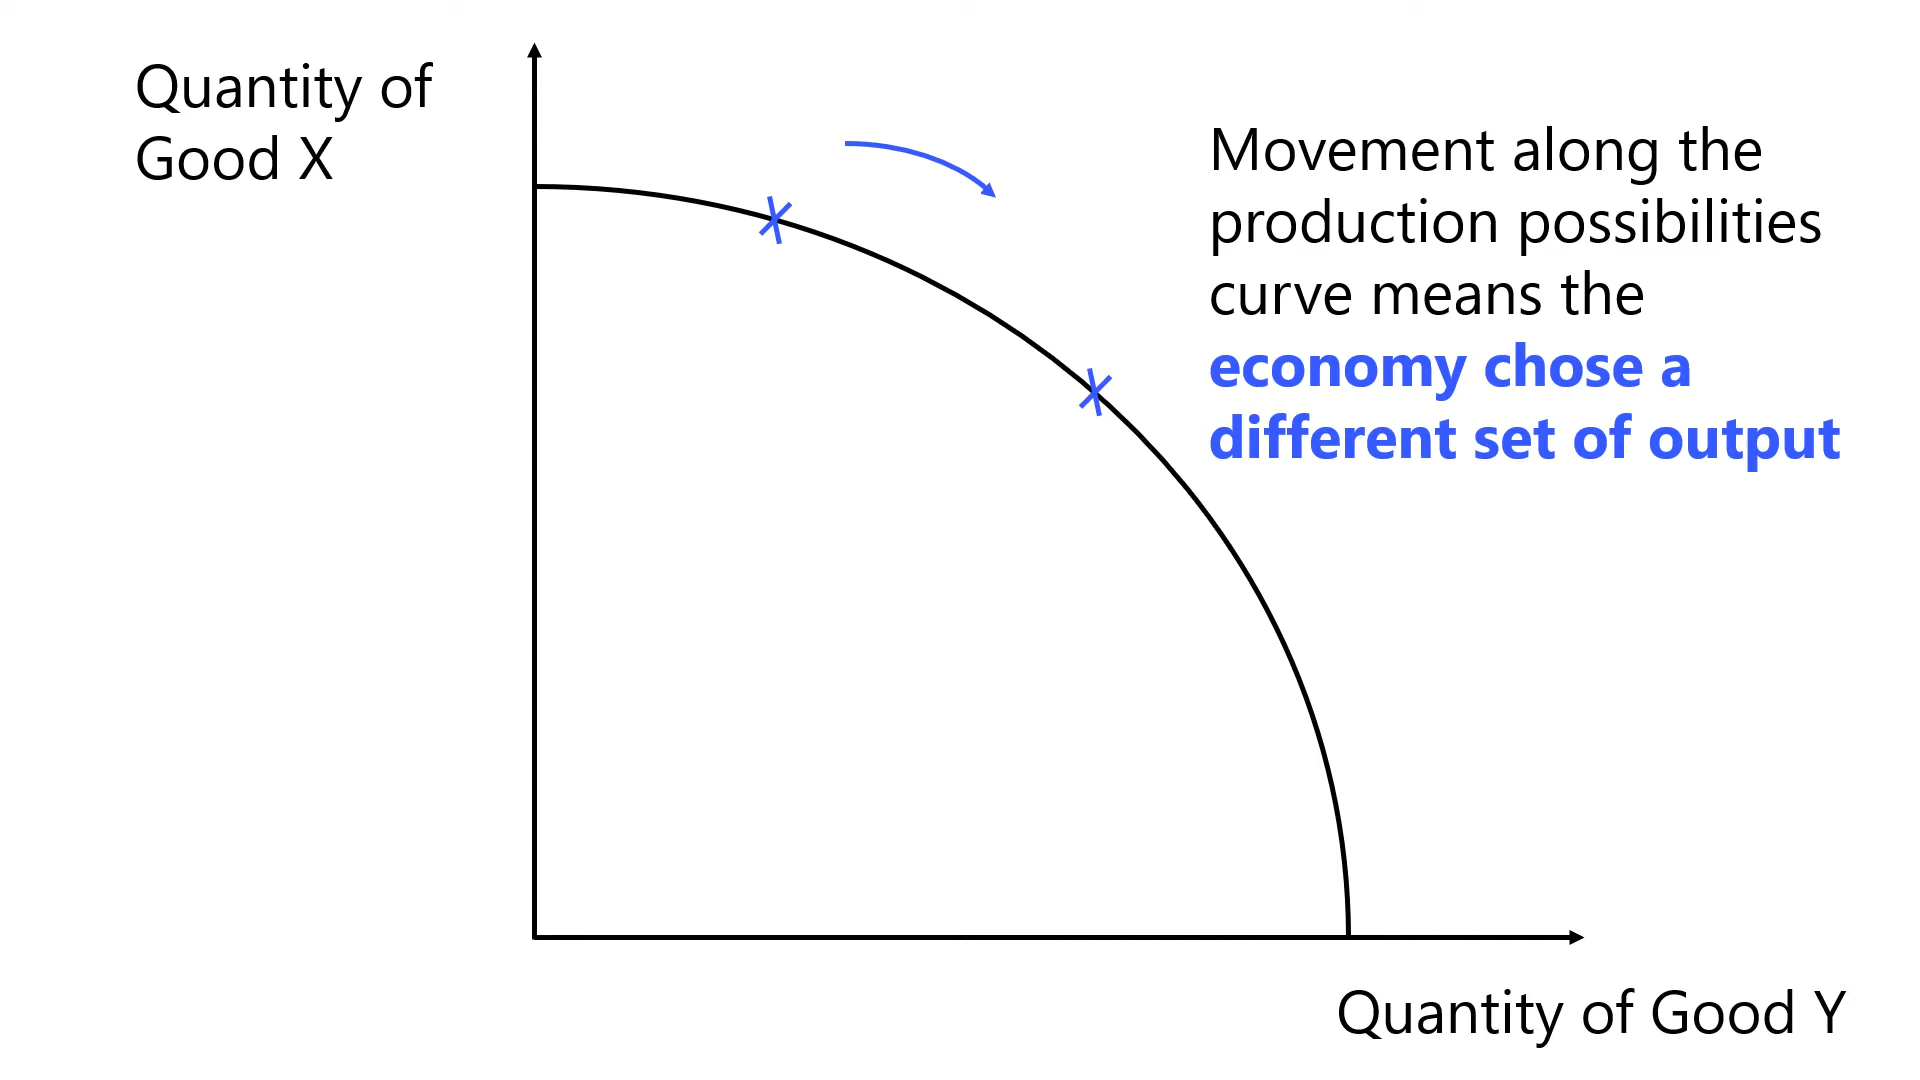 Quantity of
Good X
Movement along the
production possibilities
curve means the
economy chose a
different set of output
Quantity of Good Y